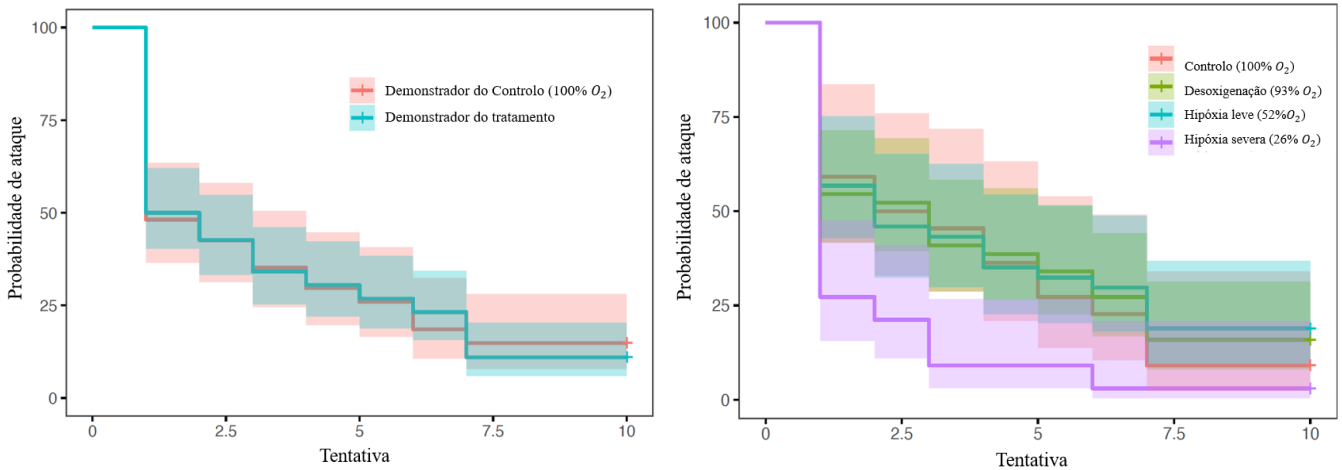 100
75
50
25
0
Probabilidade de ataque
Demonstrador do Controlo (100% O₂)
Demonstrador do tratamento
0
2.5
5
7.5
10
Tentativa
100
75
50
25
0
Probabilidade de ataque
Controlo (100% O₂)
Desoxigenação (93% O₂)
Hipóxia leve (52%O₂)
Hipóxia severa (26% O₂)
0
2.5
5
7.5
10
Tentativa